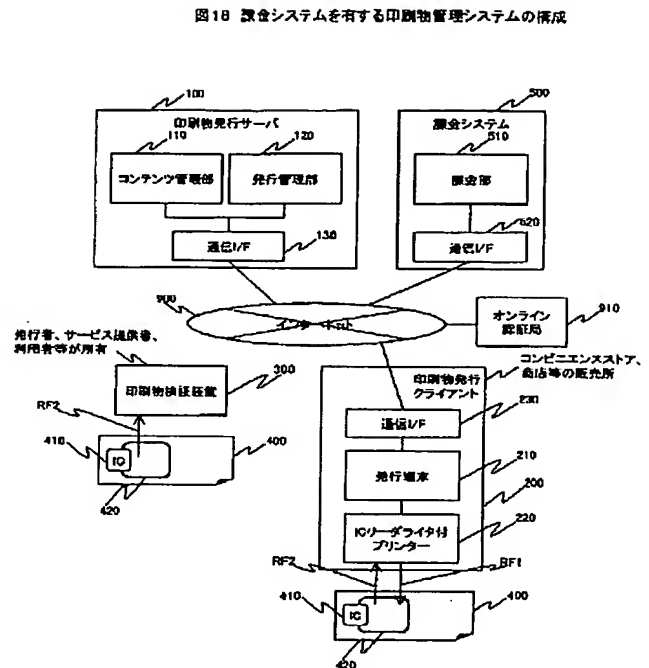 図18 課金システムを有する印刷物管理システムの構成
100
印刷物発行サーバ
110
120
コンテンツ管理部
発行管理部
130
通信I/F
500
課金システム
510
課金部
520
通信I/F
900
インターネット
オンライン
認証局
910
発行者、サービス提供者、
利用者等が所有
300
印刷物検証装置
RF2
410
IC
400
420
コンビニエンスストア、
商店等の販売所
印刷物発行
クライアント
230
通信I/F
210
発行端末
200
220
ICリーダライタ付
プリンター
RF2
RF1
410
IC
400
420